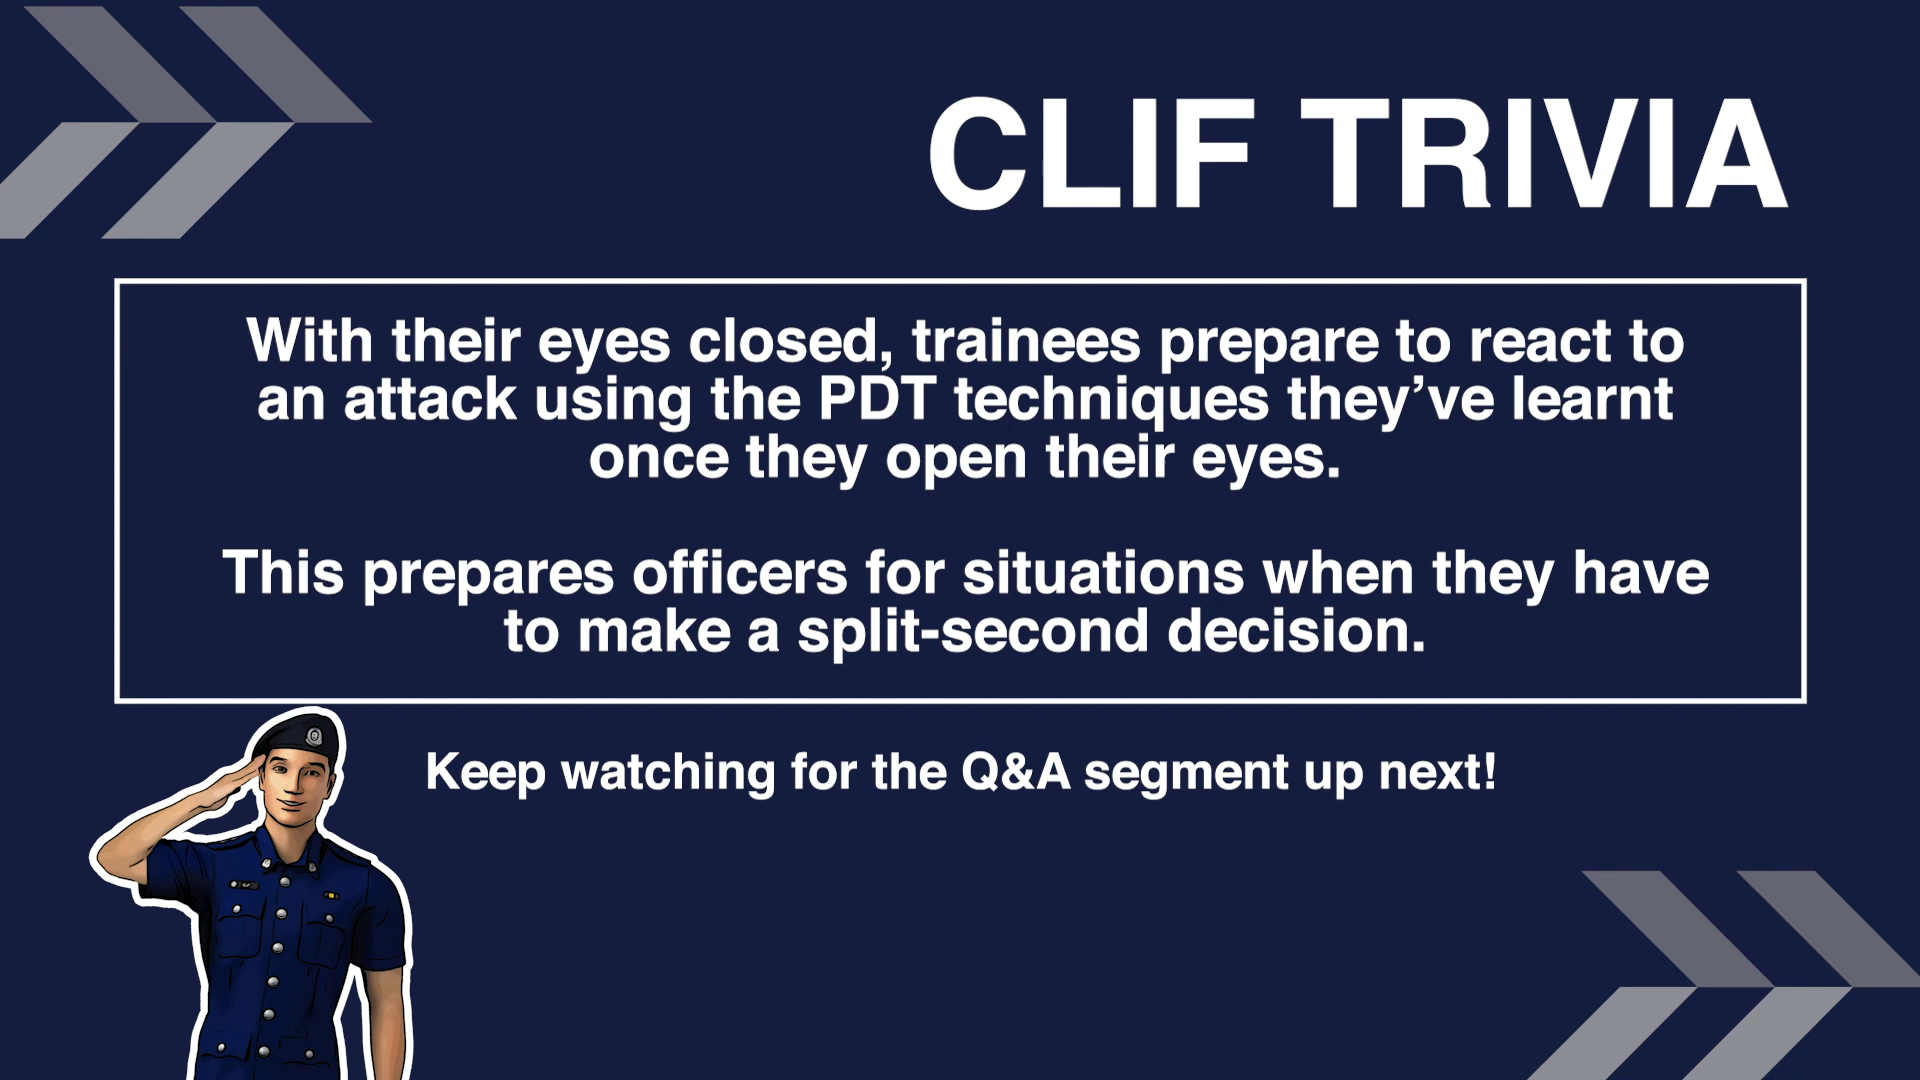 CLIF TRIVIA
With their eyes closed, trainees prepare to react to
an attack using the PDT techniques they’ve learnt
once they open their eyes.
This prepares officers for situations when they have
to make a split-second decision.
Keep watching for the Q&A segment up next!